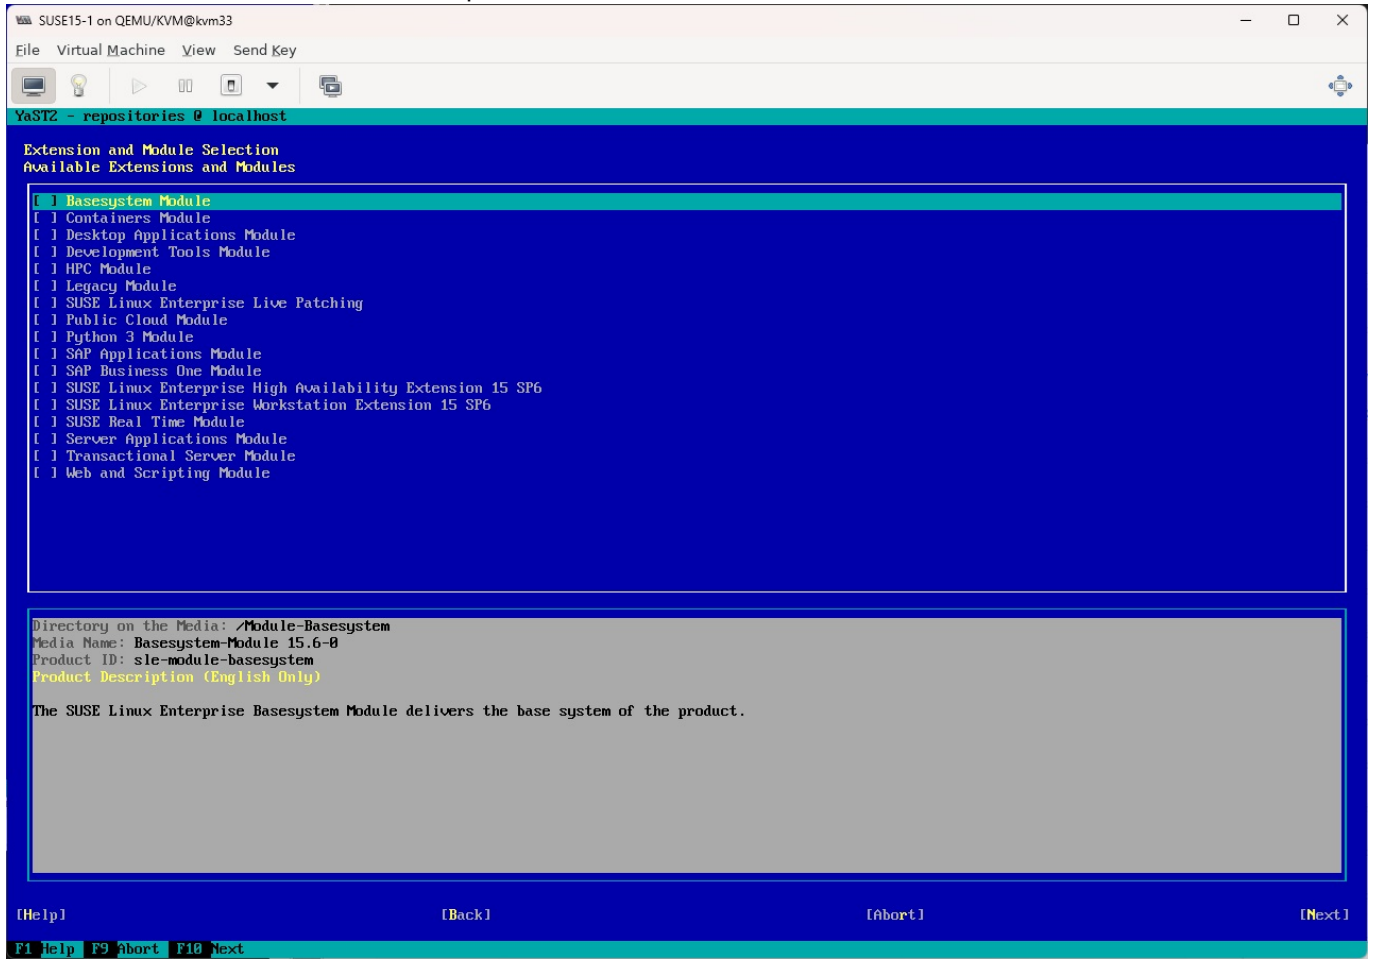 SUSE15-1 on QEMU/KVM@kvm33
File Virtual Machine View Send Key
YaST2 - repositories @ localhost
Extension and Module Selection
Available Extensions and Modules
[ ] Basesystem Module
[ ] Containers Module
[ ] Desktop Applications Module
[ ] Development Tools Module
[ ] HPC Module
[ ] Legacy Module
[ ] SUSE Linux Enterprise Live Patching
[ ] Public Cloud Module
[ ] Python 3 Module
[ ] SAP Applications Module
[ ] SAP Business One Module
[ ] SUSE Linux Enterprise High Availability Extension 15 SP6
[ ] SUSE Linux Enterprise Workstation Extension 15 SP6
[ ] SUSE Real Time Module
[ ] Server Applications Module
[ ] Transactional Server Module
[ ] Web and Scripting Module
Directory on the Media: /Module-Basesystem
Media Name: Basesystem-Module 15.6-0
Product ID: sle-module-basesystem
Product Description (English Only)
The SUSE Linux Enterprise Basesystem Module delivers the base system of the product.
[Help] [Back] [Abort] [Next]
F1 Help F9 Abort F10 Next